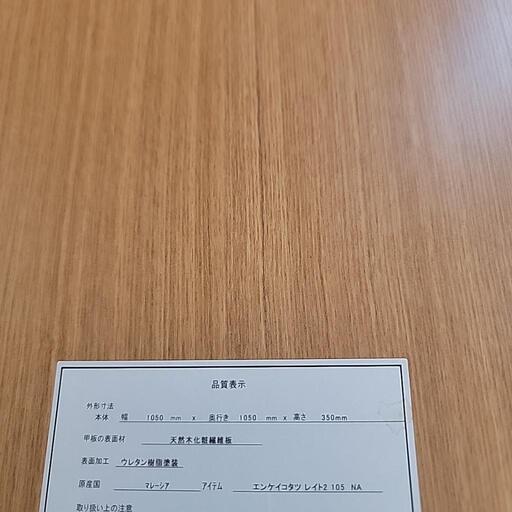 品質表示
外形寸法
本体 幅 1050 mm x 奥行き 1050 mm x 高さ 350mm
甲板の表面材 天然木化粧繊維板
表面加工 ウレタン樹脂塗装
原産国 マレーシア アイテム エンケイコタツ レイト2 105 NA
取り扱い上の注意